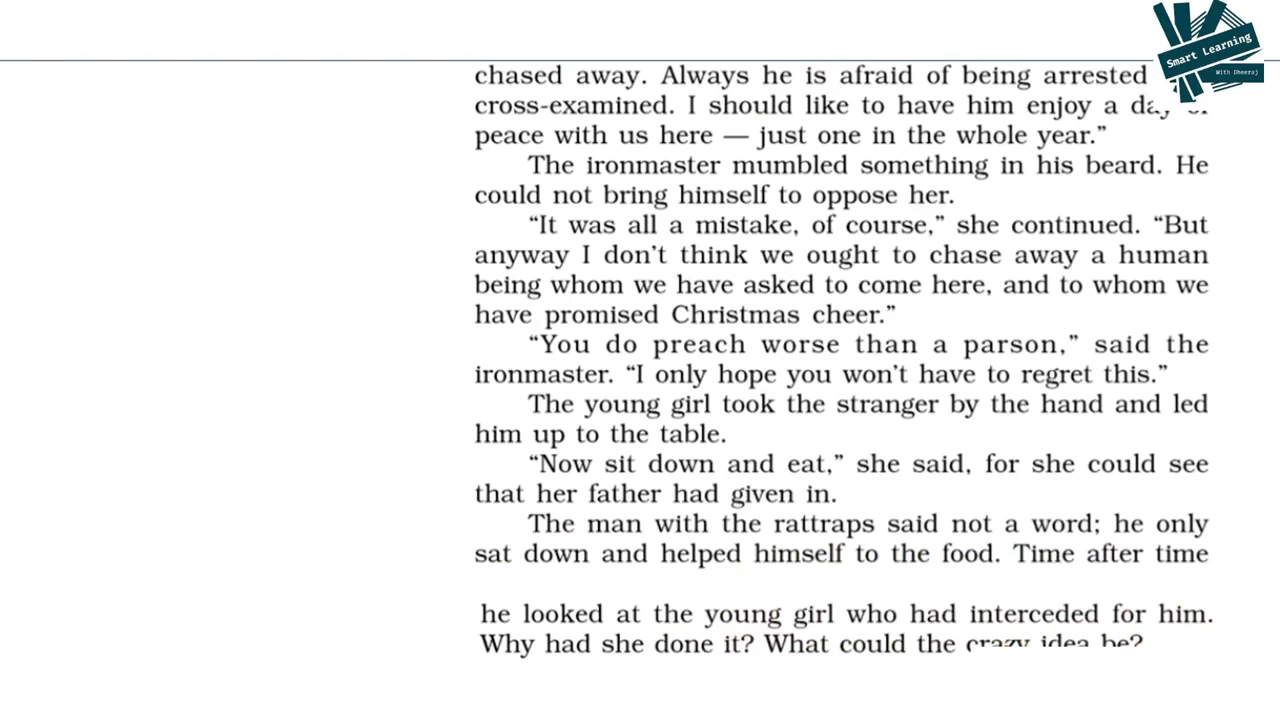 Smart Learning
With Dheeraj
chased away. Always he is afraid of being arrested
cross-examined. I should like to have him enjoy a
peace with us here — just one in the whole year.”
The ironmaster mumbled something in his beard. He
could not bring himself to oppose her.
“It was all a mistake, of course,” she continued. “But
anyway I don’t think we ought to chase away a human
being whom we have asked to come here, and to whom we
have promised Christmas cheer.”
“You do preach worse than a parson,” said the
ironmaster. “I only hope you won’t have to regret this.”
The young girl took the stranger by the hand and led
him up to the table.
“Now sit down and eat,” she said, for she could see
that her father had given in.
The man with the rattraps said not a word; he only
sat down and helped himself to the food. Time after time
he looked at the young girl who had interceded for him.
Why had she done it? What could the crazy idea be?